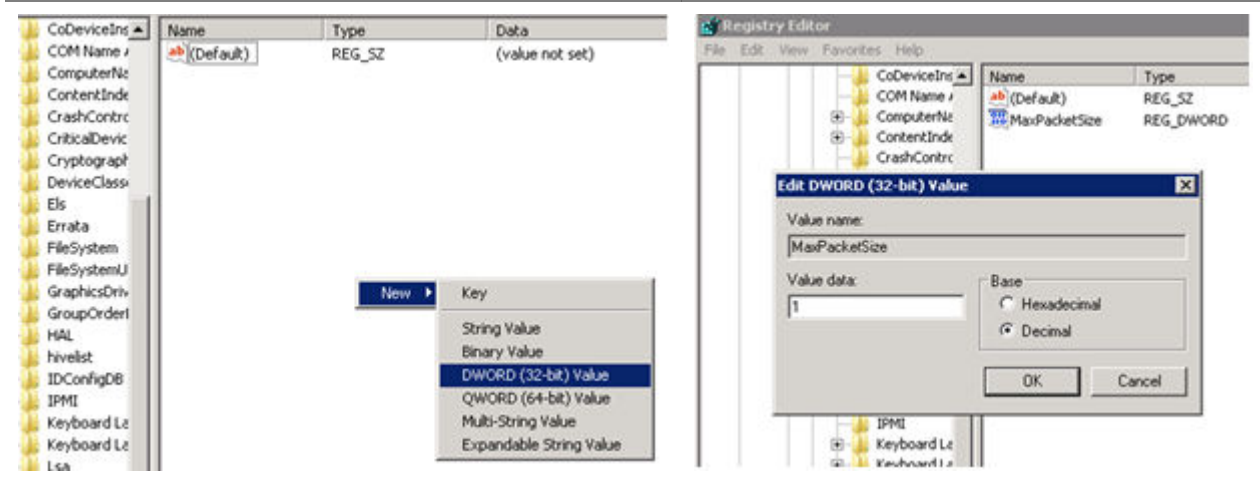 Name Type Data
(Default) REG_SZ (value not set)
CoDeviceIns
COM Name A
ComputerNa
ContentInde
CrashContro
CriticalDevic
Cryptograph
DeviceClasse
Els
Errata
FileSystem
FileSystemU
GraphicsDriv
GroupOrderl
HAL
hivelist
IDConfigDB
IPMI
Keyboard La
Keyboard La
Lsa
New
Key
String Value
Binary Value
DWORD (32-bit) Value
QWORD (64-bit) Value
Multi-String Value
Expandable String Value
Registry Editor
File Edit View Favorites Help
CoDeviceIns
COM Name A
ComputerNa
ContentInde
CrashContro
Name Type
(Default) REG_SZ
MaxPacketSize REG_DWORD
Edit DWORD (32-bit) Value
Value name:
MaxPacketSize
Value data:
1
Base
Hexadecimal
Decimal
OK Cancel
IPMI
Keyboard La
Keyboard La